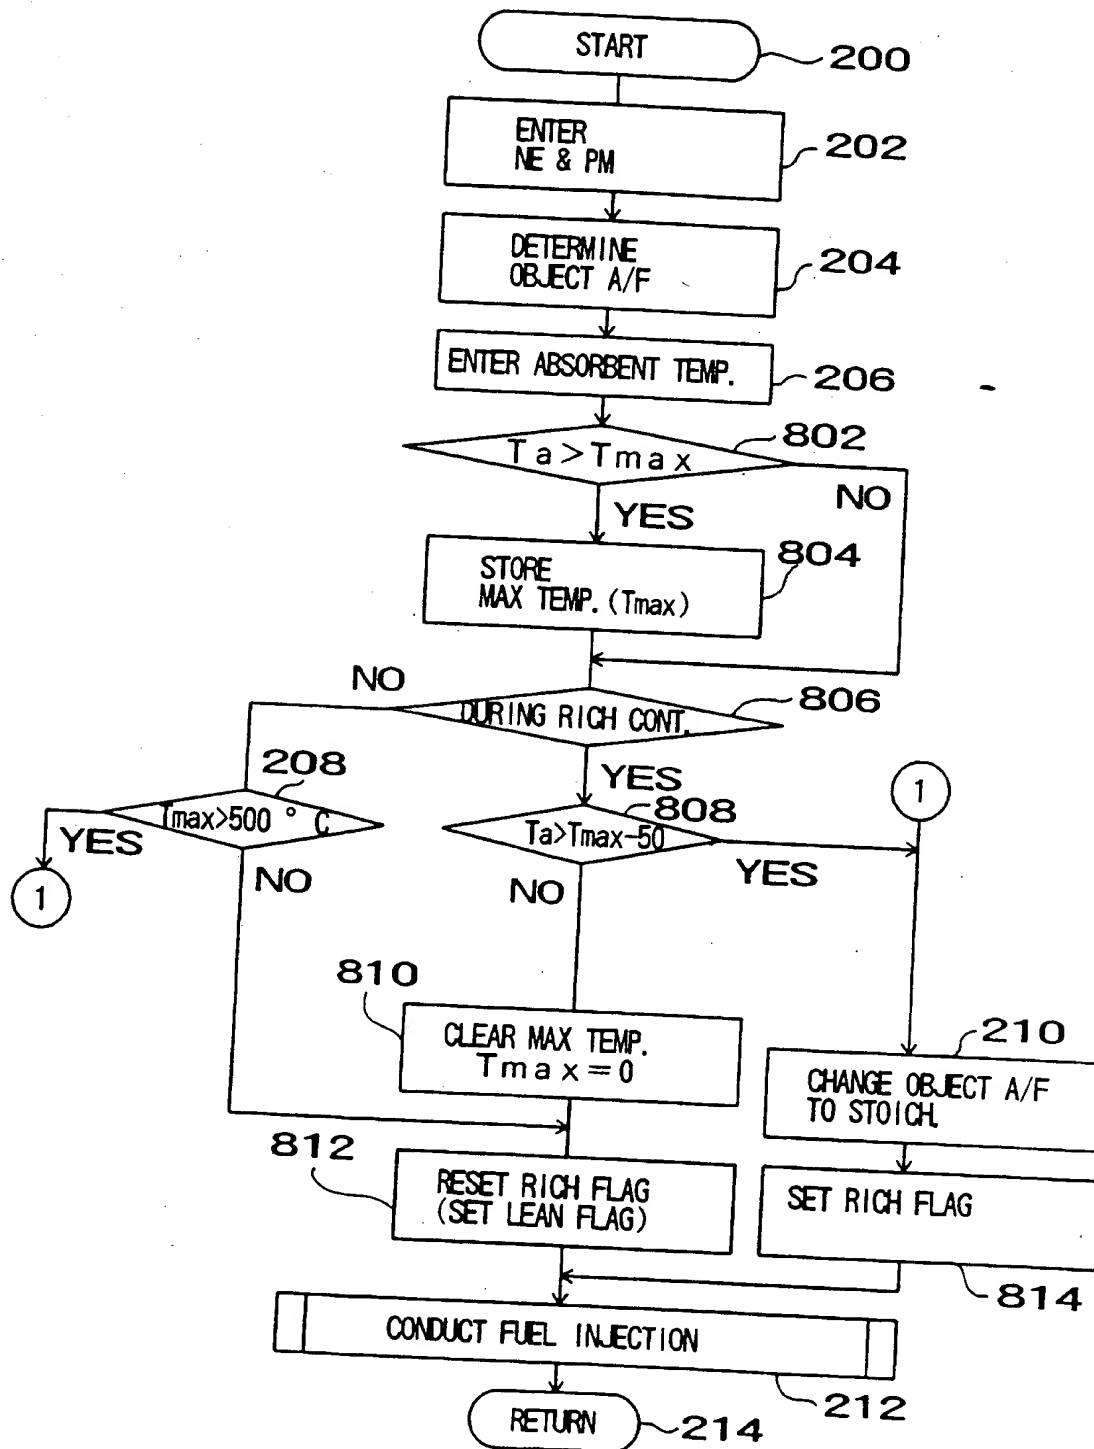 START
200
ENTER
NE & PM
202
DETERMINE
OBJECT A/F
204
ENTER ABSORBENT TEMP.
206
Ta>Tmax
802
NO
YES
STORE
MAX TEMP.(Tmax)
804
NO
DURING RICH CONT.
806
YES
208
Tmax>500 ° C
YES
1
NO
808
Ta>Tmax-50
YES
NO
1
810
CLEAR MAX TEMP.
Tmax=0
210
CHANGE OBJECT A/F
TO STOICH.
812
RESET RICH FLAG
(SET LEAN FLAG)
SET RICH FLAG
814
CONDUCT FUEL INJECTION
212
RETURN
214